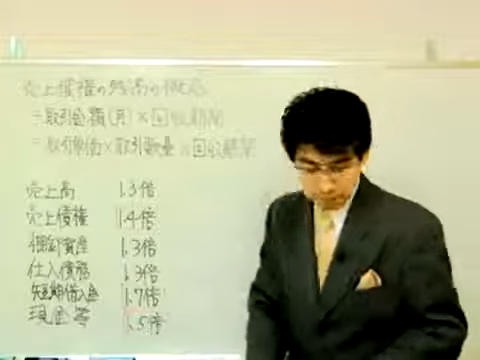 売上債権の残高の概念
=取引金額(月)×回収期間
=取引単価×取引数量×回収期間
売上高 1.3倍
売上債権 1.4倍
棚卸資産 1.3倍
仕入債務 1.3倍
短期借入金 1.7倍
現金等 1.5倍